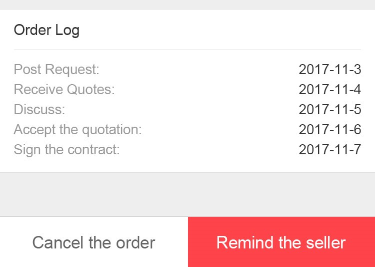 Order Log
Post Request: 2017-11-3
Receive Quotes: 2017-11-4
Discuss: 2017-11-5
Accept the quotation: 2017-11-6
Sign the contract: 2017-11-7
Cancel the order Remind the seller